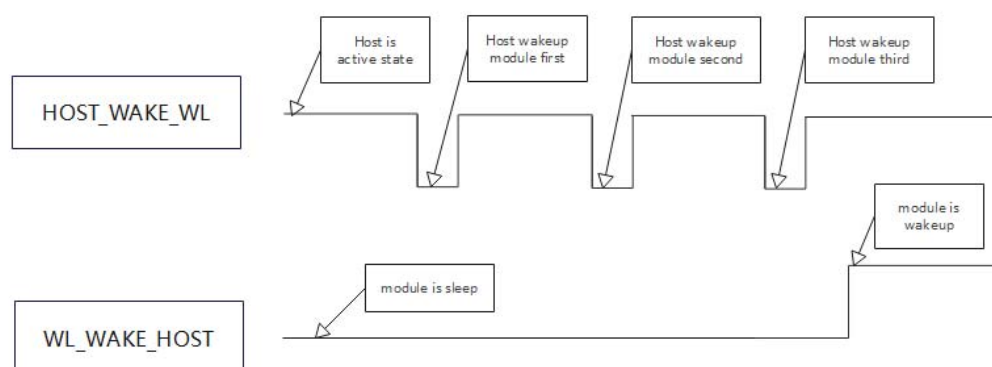 Host is
active state
Host wakeup
module first
Host wakeup
module second
Host wakeup
module third
HOST_WAKE_WL
module is
wakeup
module is sleep
WL_WAKE_HOST